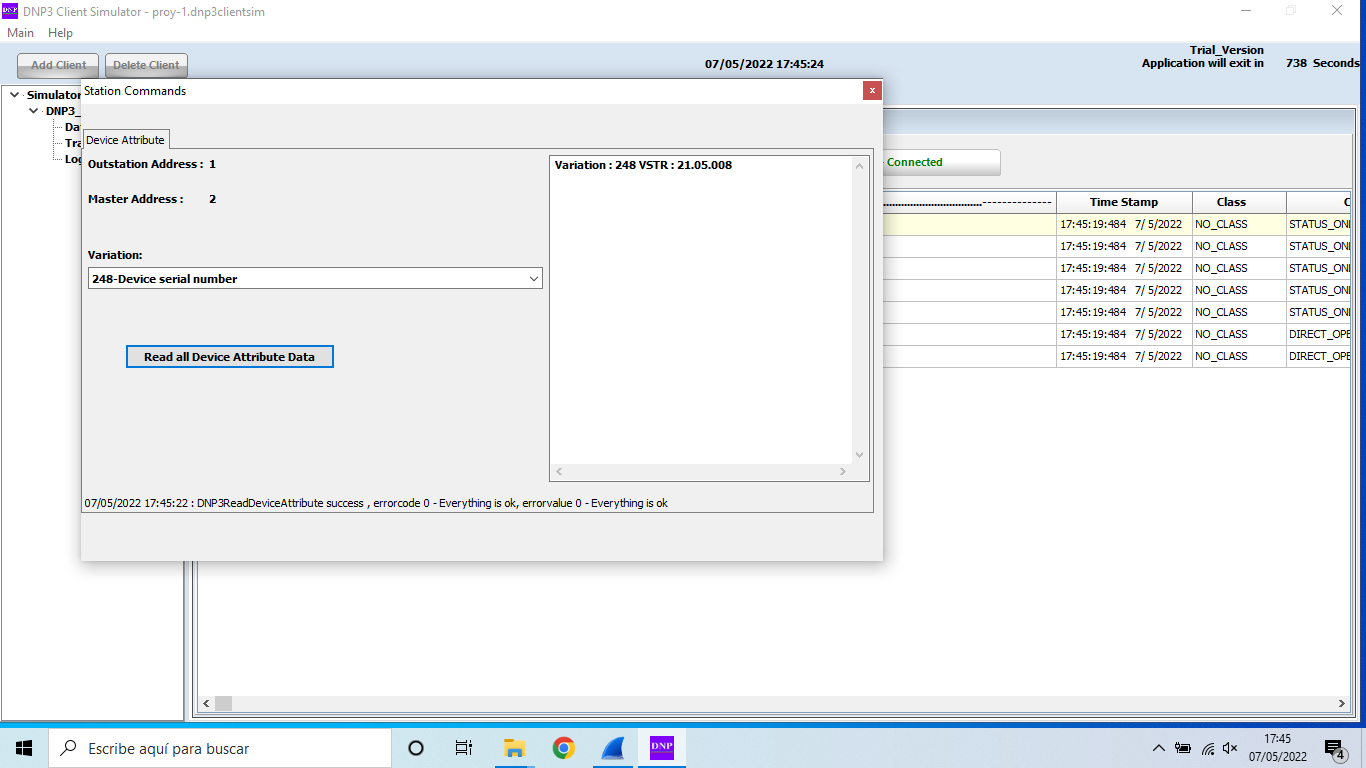 DNP3 Client Simulator - proy-1.dnp3clientsim
Main Help
Add Client Delete Client
07/05/2022 17:45:24
Trial_Version
Application will exit in 738 Seconds
Simulator
DNP3_
Da
Tra
Log
Station Commands
x
Device Attribute
Outstation Address : 1
Master Address : 2
Variation:
248-Device serial number
Read all Device Attribute Data
Variation : 248 VSTR : 21.05.008
07/05/2022 17:45:22 : DNP3ReadDeviceAttribute success , errorcode 0 - Everything is ok, errorvalue 0 - Everything is ok
Connected
Time Stamp Class C
17:45:19:484 7/ 5/2022 NO_CLASS STATUS_ONL
17:45:19:484 7/ 5/2022 NO_CLASS STATUS_ONL
17:45:19:484 7/ 5/2022 NO_CLASS STATUS_ONL
17:45:19:484 7/ 5/2022 NO_CLASS STATUS_ONL
17:45:19:484 7/ 5/2022 NO_CLASS STATUS_ONL
17:45:19:484 7/ 5/2022 NO_CLASS DIRECT_OPE
17:45:19:484 7/ 5/2022 NO_CLASS DIRECT_OPE
Escribe aquí para buscar
DNP
17:45
07/05/2022
4